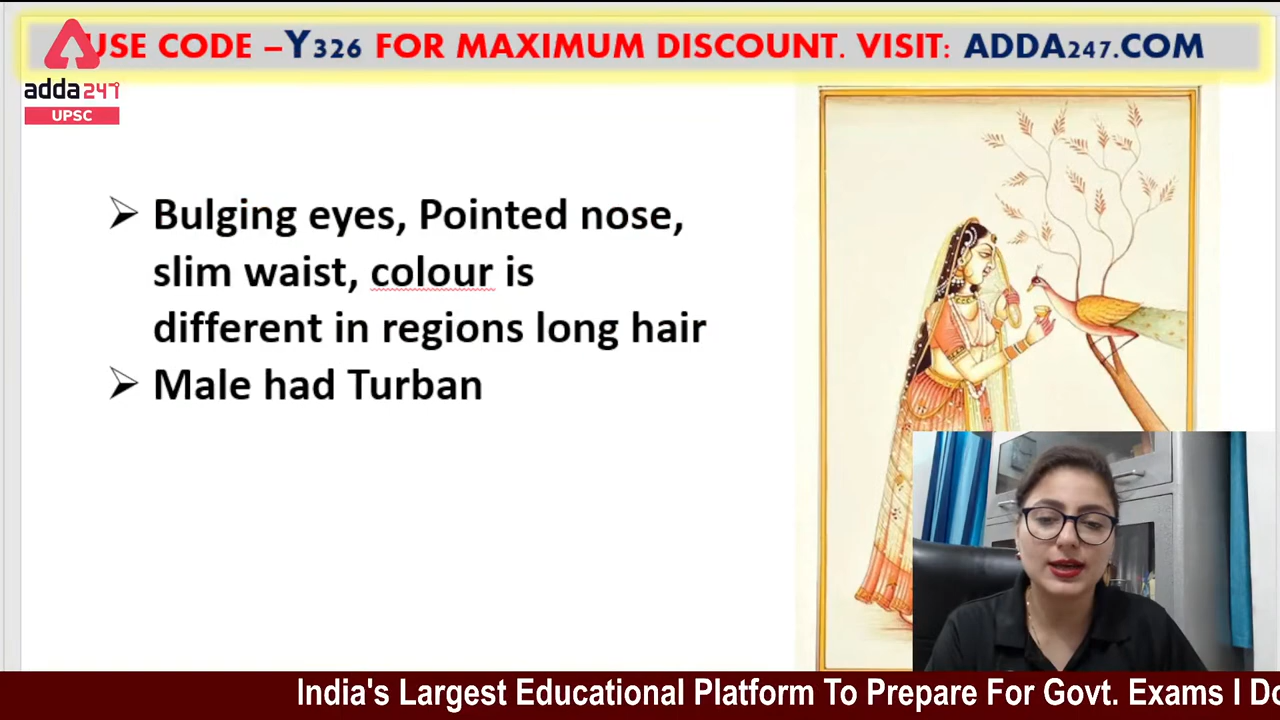 USE CODE –Y326 FOR MAXIMUM DISCOUNT. VISIT: ADDA247.COM
adda247
UPSC
➢ Bulging eyes, Pointed nose,
slim waist, colour is
different in regions long hair
➢ Male had Turban
India's Largest Educational Platform To Prepare For Govt. Exams I Do